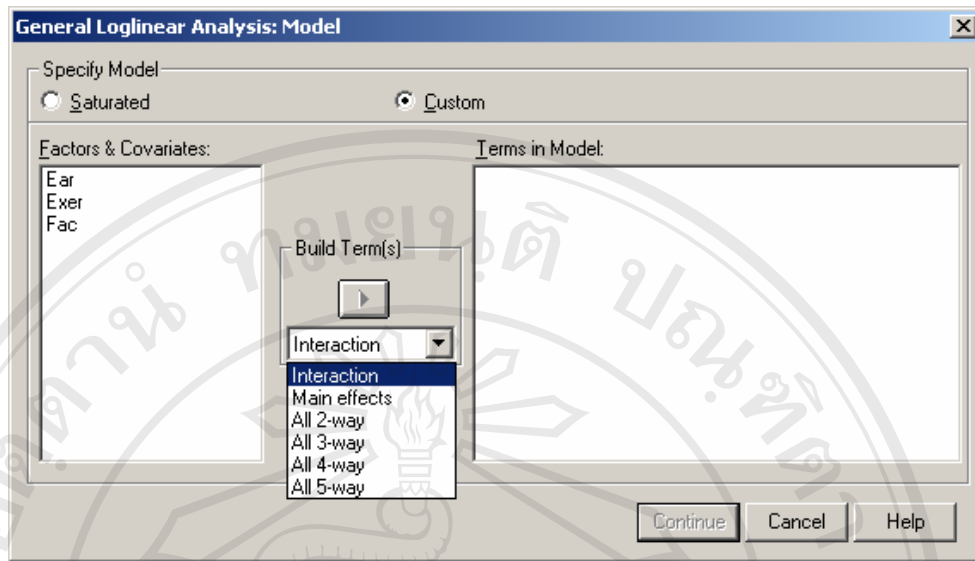 General Loglinear Analysis: Model
Specify Model
Saturated
Custom
Factors & Covariates:
Ear
Exer
Fac
Build Term(s)
Interaction
Interaction
Main effects
All 2-way
All 3-way
All 4-way
All 5-way
Terms in Model:
Continue
Cancel
Help